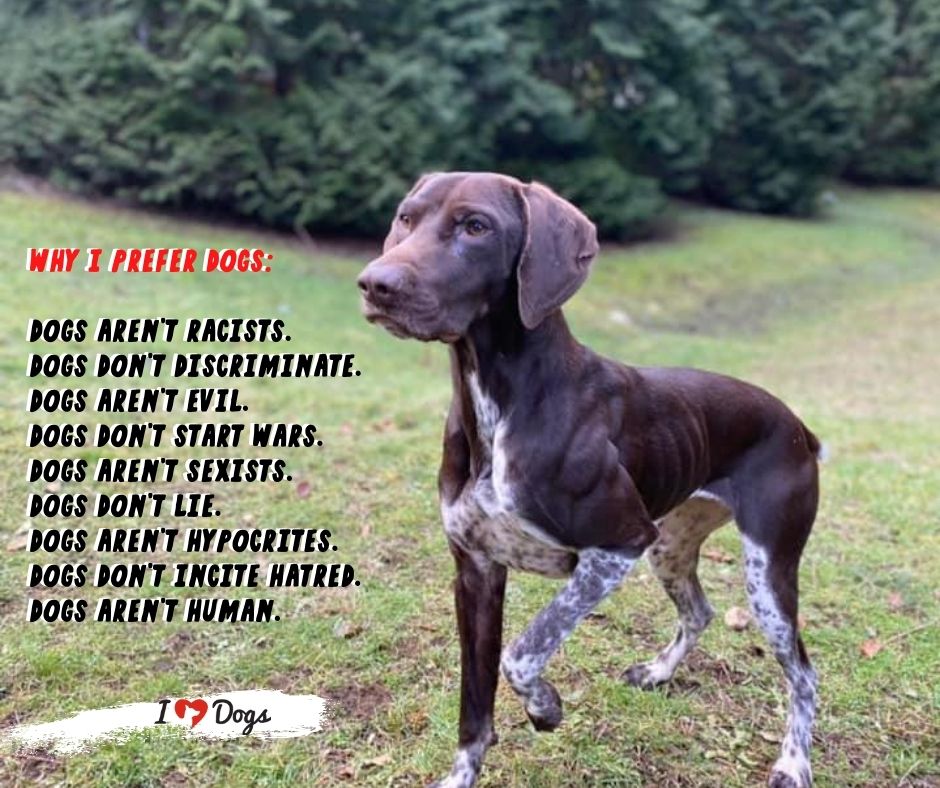 WHY I PREFER DOGS:
DOGS AREN'T RACISTS.
DOGS DON'T DISCRIMINATE.
DOGS AREN'T EVIL.
DOGS DON'T START WARS.
DOGS AREN'T SEXISTS.
DOGS DON'T LIE.
DOGS AREN'T HYPOCRITES.
DOGS DON'T INCITE HATRED.
DOGS AREN'T HUMAN.
I ❤ Dogs